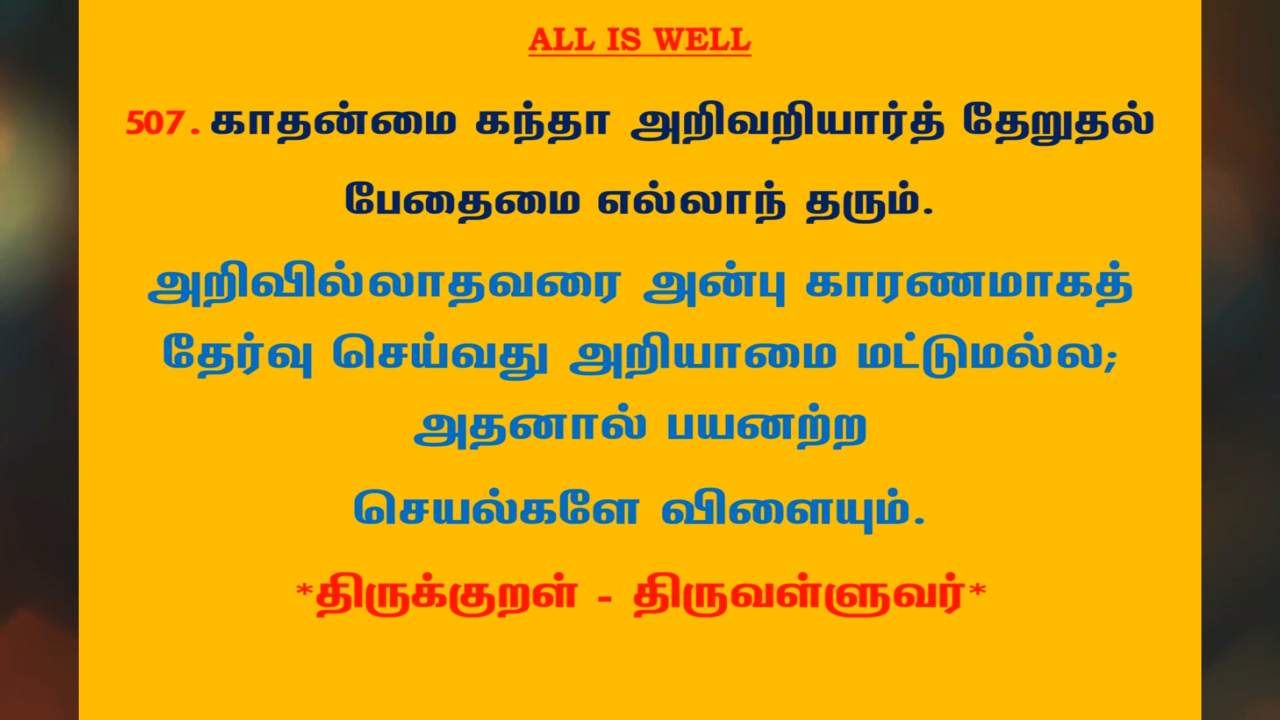 ALL IS WELL
507. காதன்மை கந்தா அறிவறியார்த் தேறுதல்
பேதைமை எல்லாந் தரும்.
அறிவில்லாதவரை அன்பு காரணமாகத்
தேர்வு செய்வது அறியாமை மட்டுமல்ல;
அதனால் பயனற்ற
செயல்களே விளையும்.
*திருக்குறள் - திருவள்ளுவர்*